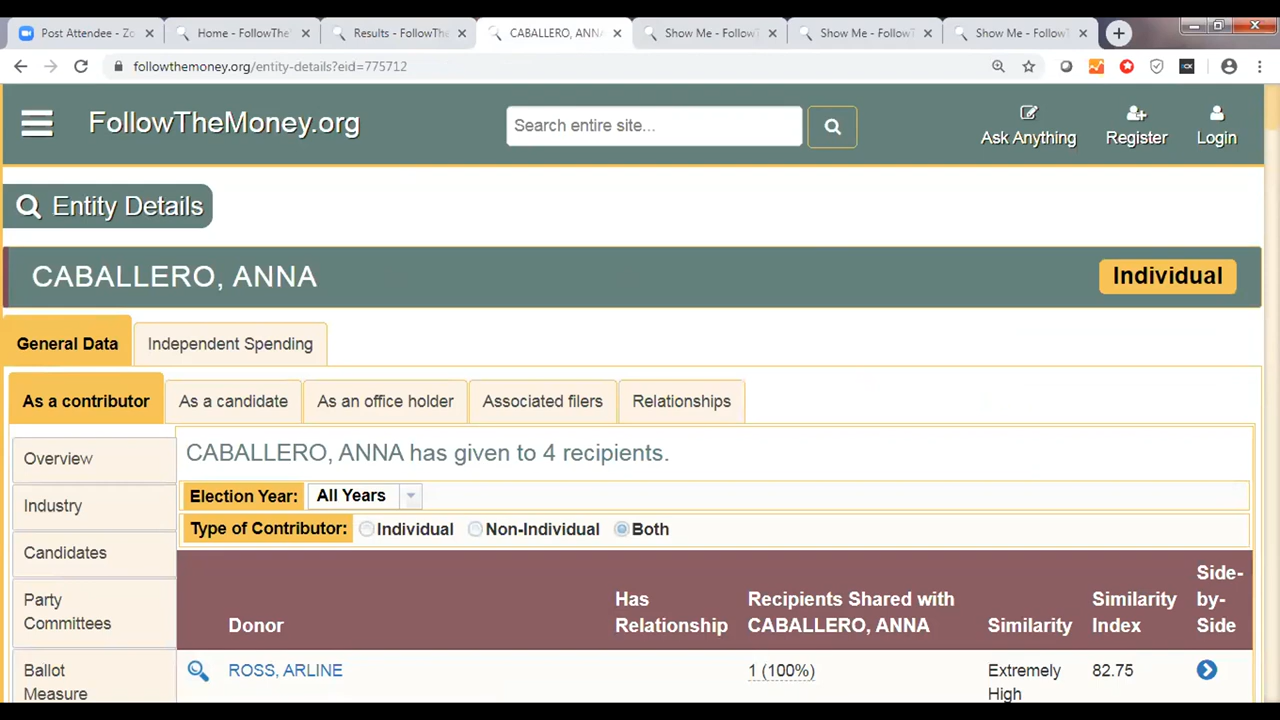 Post Attendee - Zo
Home - FollowThe
Results - FollowTh
CABALLERO, ANN
Show Me - Follow
Show Me - FollowT
Show Me - FollowT
followthemoney.org/entity-details?eid=775712
FollowTheMoney.org
Search entire site...
Ask Anything
Register
Login
Entity Details
CABALLERO, ANNA
Individual
General Data
Independent Spending
As a contributor
As a candidate
As an office holder
Associated filers
Relationships
Overview
Industry
Candidates
Party
Committees
Ballot
Measure
CABALLERO, ANNA has given to 4 recipients.
Election Year: All Years
Type of Contributor: Individual Non-Individual Both
Donor
Has
Relationship
Recipients Shared with
CABALLERO, ANNA
Similarity
Similarity
Index
Side-
by-
Side
ROSS, ARLINE
1 (100%)
Extremely
High
82.75